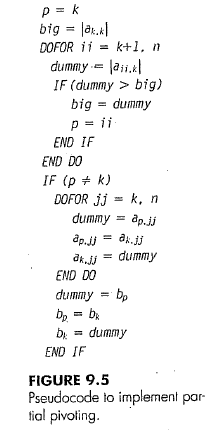 p = k
big = |a_{k,k}|
DOFOR ii = k+1, n
dummy = |a_{ii,k}|
IF (dummy > big)
big = dummy
p = ii
END IF
END DO
IF (p ≠ k)
DOFOR jj = k, n
dummy = a_{p,jj}
a_{p,jj} = a_{k,jj}
a_{k,jj} = dummy
END DO
dummy = b_p
b_p = b_k
b_k = dummy
END IF
FIGURE 9.5
Pseudocode to implement par-
tial pivoting.